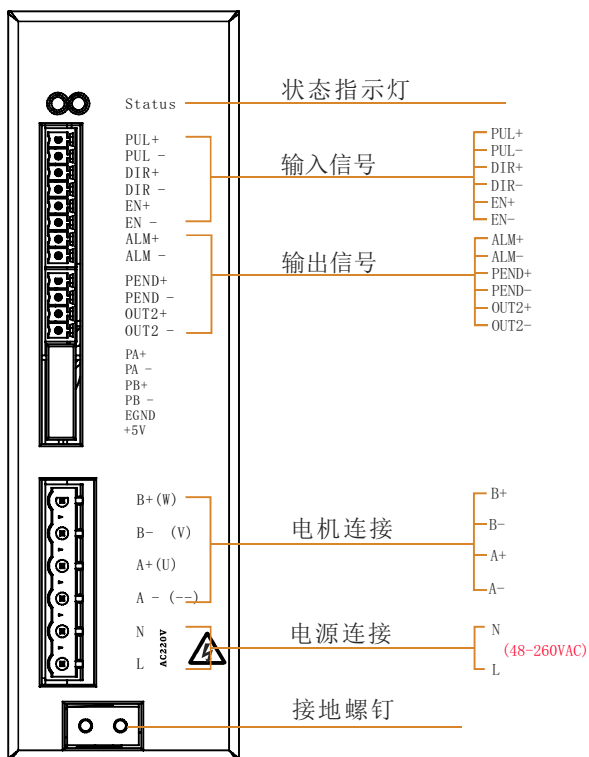 Status
状态指示灯
PUL+
PUL -
DIR+
DIR -
EN+
EN -
输入信号
PUL+
PUL-
DIR+
DIR-
EN+
EN-
ALM+
ALM -
PEND+
PEND -
OUT2+
OUT2 -
输出信号
ALM+
ALM-
PEND+
PEND-
OUT2+
OUT2-
PA+
PA -
PB+
PB -
EGND
+5V
B+(W)
B- (V)
A+(U)
A - (--)
电机连接
B+
B-
A+
A-
N
L
AC220V
电源连接
N
(48-260VAC)
L
接地螺钉